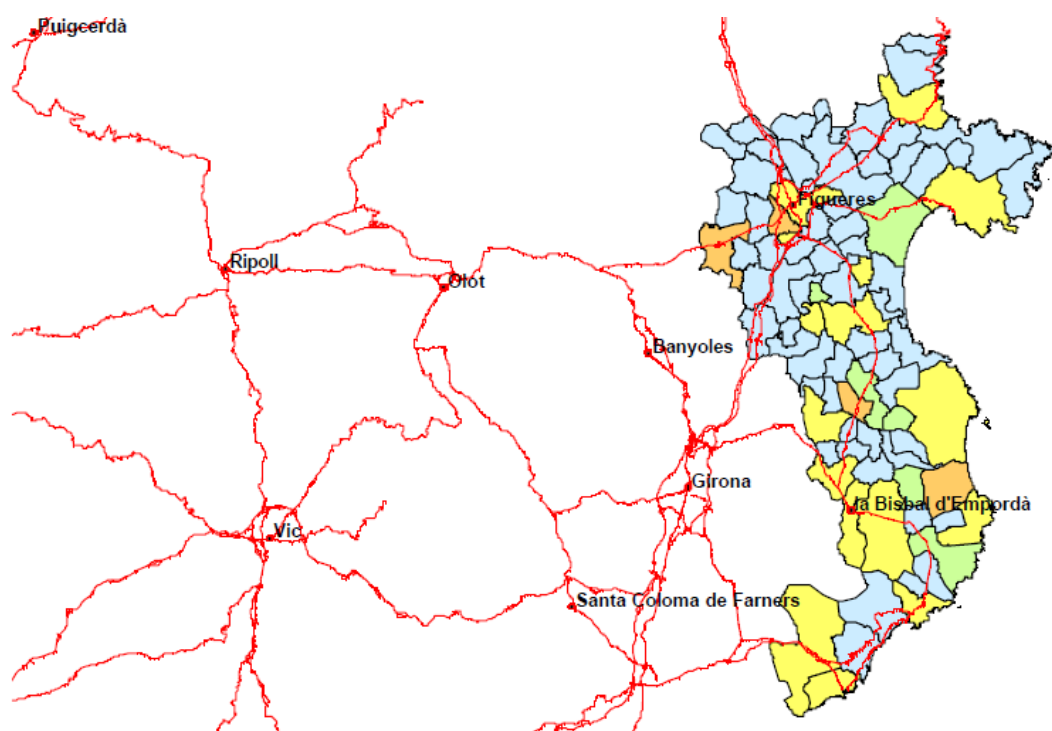 Puigcerdà
Figueres
Ripoll
Olot
Banyoles
Girona
la Bisbal d'Empordà
Vic
Santa Coloma de Farners